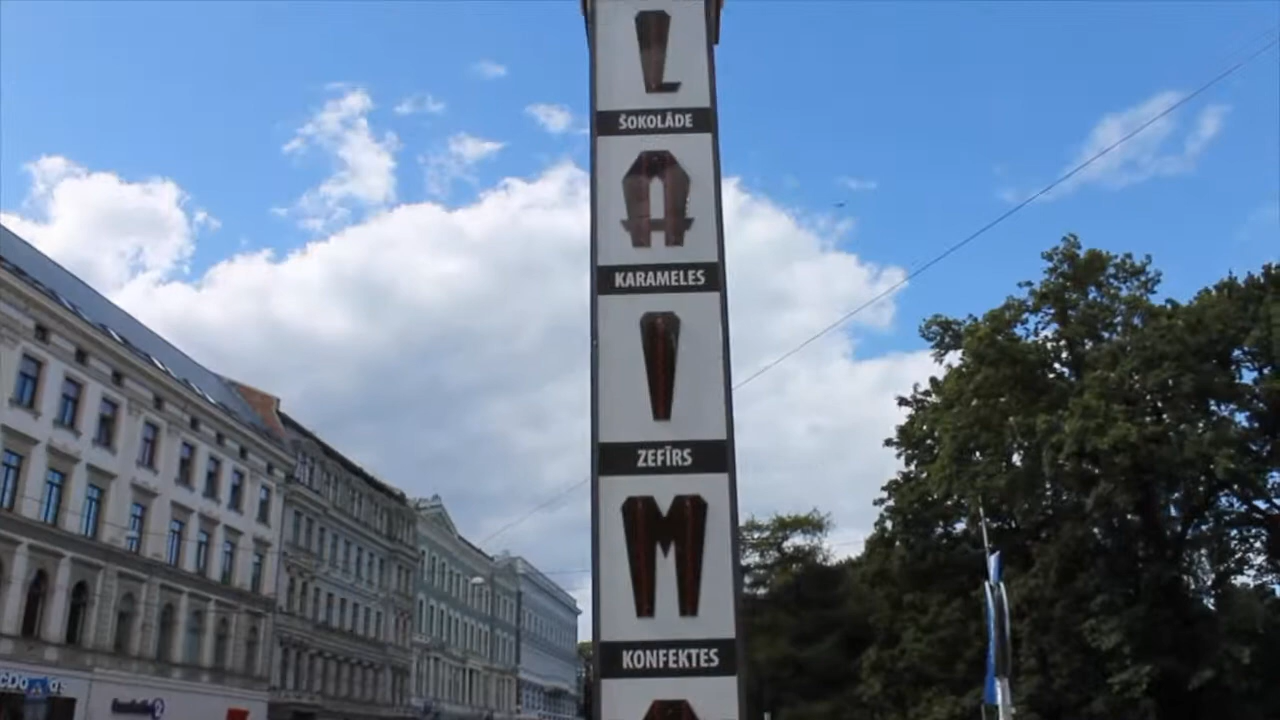 L
ŠOKOLĀDE
A
KARAMELES
I
ZEFĪRS
M
KONFEKTES